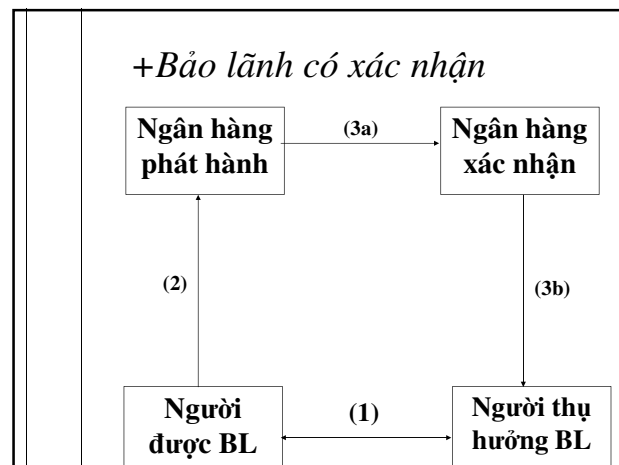 +Bảo lãnh có xác nhận
Ngân hàng
phát hành
(3a)
Ngân hàng
xác nhận
(2)
(3b)
Người
được BL
(1)
Người thụ
hưởng BL